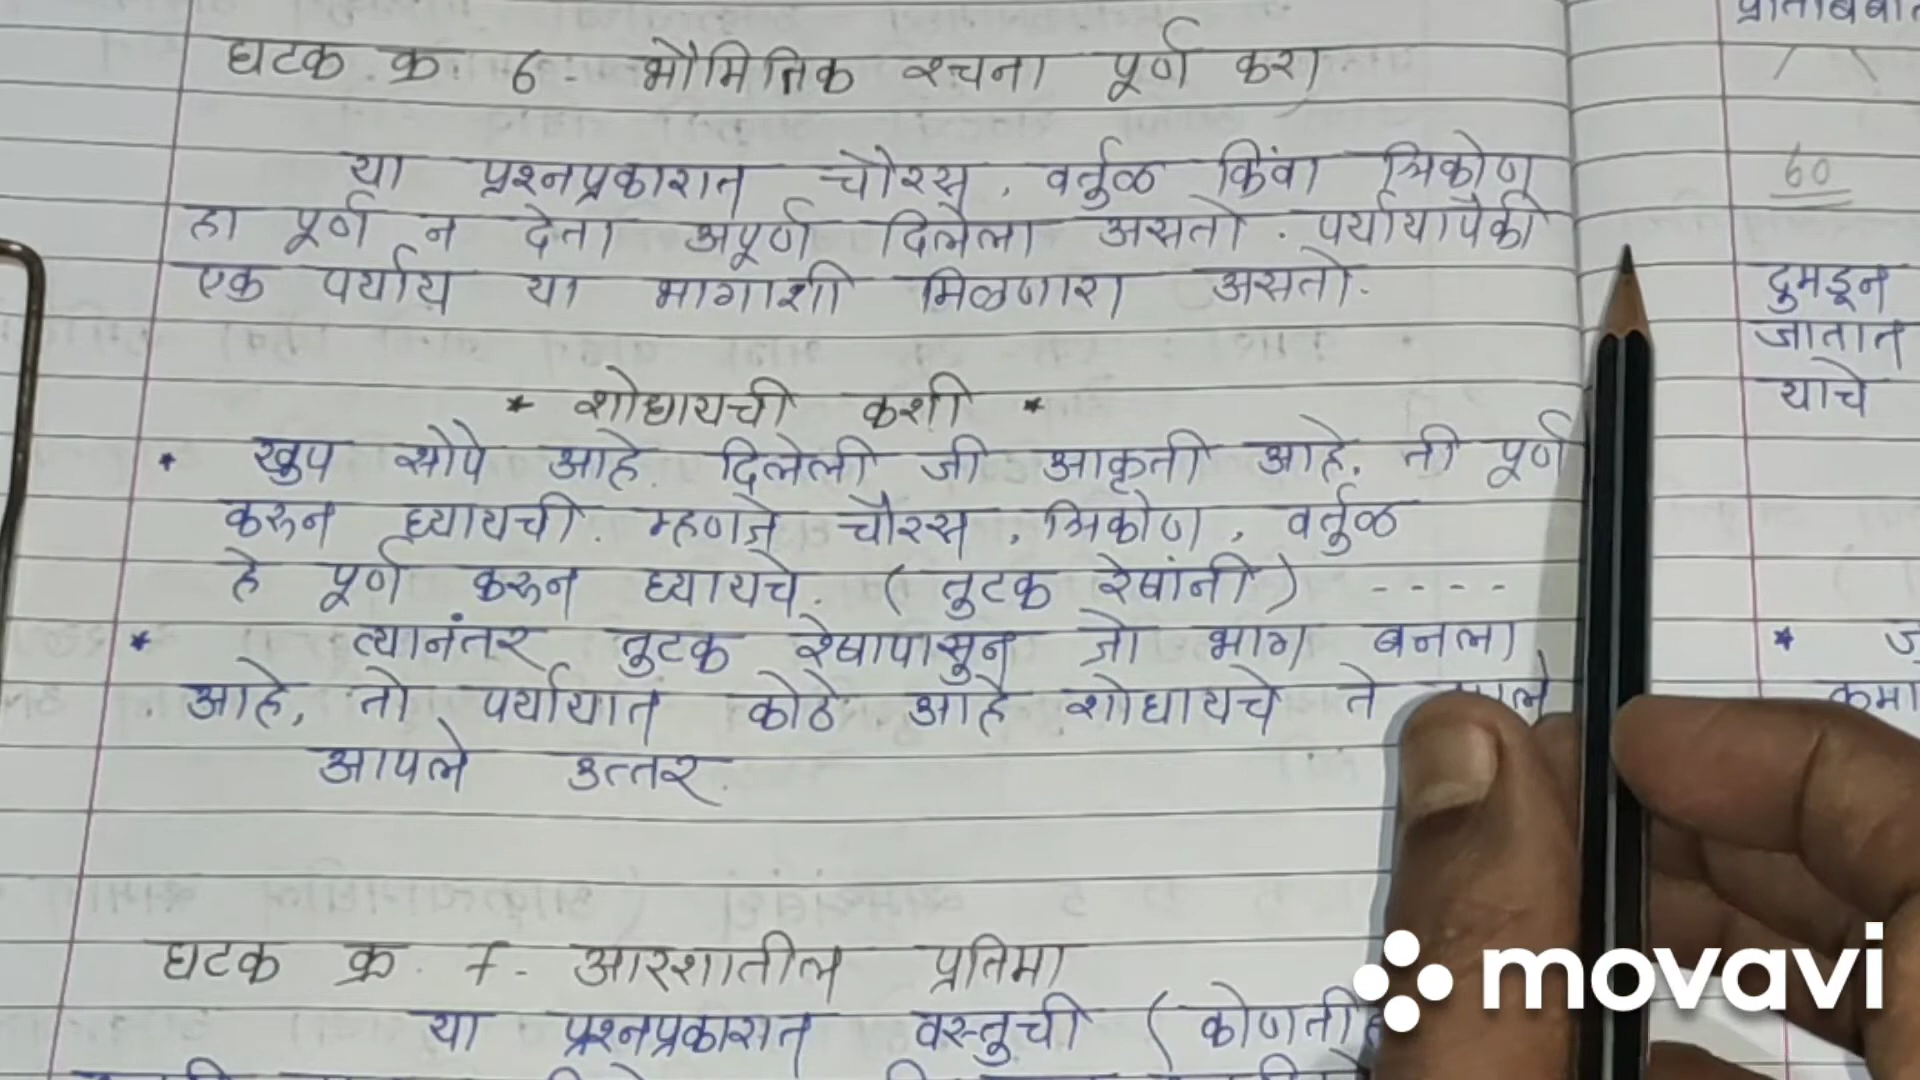 घटक क्र. 6 - भौमितिक रचना पूर्ण करा
या प्रश्नप्रकारात चौरस, वर्तुळ किंवा त्रिकोण
हा पूर्ण न देता अपूर्ण दिलेला असतो. पर्यायापैकी
एक पर्याय या भागाशी मिळणारा असतो.
* शोधायची कशी *
* खुप सोपे आहे. दिलेली जी आकृती आहे. ती पूर्ण
करुन घ्यायची. म्हणजे चौरस, त्रिकोण, वर्तुळ
हे पूर्ण करुन घ्यायचे. (तुटक रेषांनी) ----
* त्यानंतर तुटक रेषापासुन जो भाग बनला
आहे, तो पर्यायात कोठे आहे शोधायचे ते
आपले उत्तर.
घटक क्र. 7 - आरशातील प्रतिमा
या प्रश्नप्रकारात वस्तुची (कोणती
60
दुमडून
जातात
याचे
*
movavi